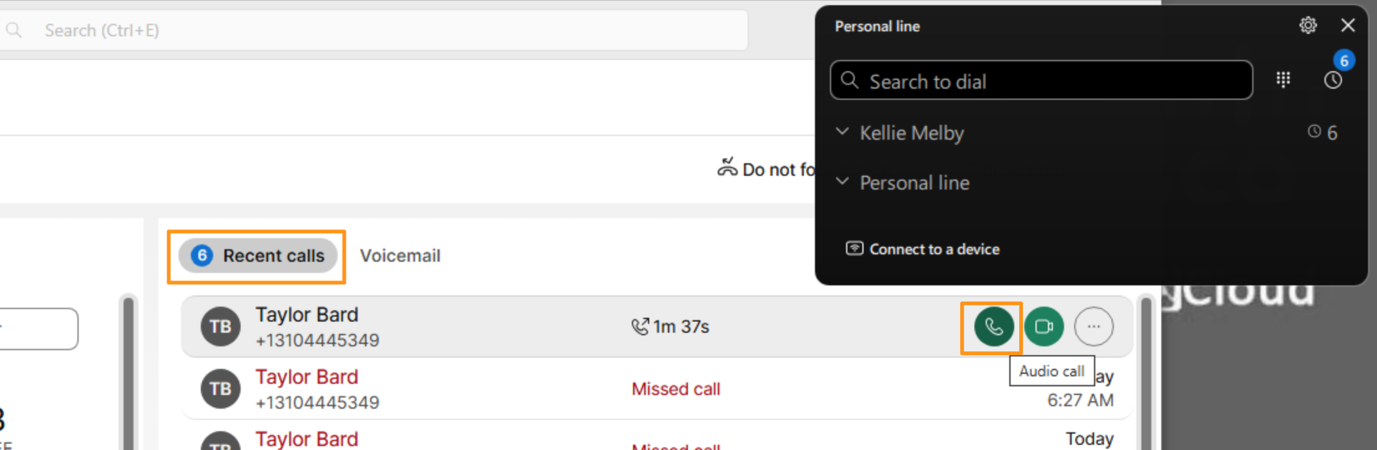 Search (Ctrl+E)
Personal line
6
Search to dial
Kellie Melby
6
Personal line
Connect to a device
Do not fo
6 Recent calls
Voicemail
TB
Taylor Bard
+13104445349
1m 37s
Audio call
TB
Taylor Bard
+13104445349
Missed call
ay
6:27 AM
TB
Taylor Bard
Missed call
Today
Cloud